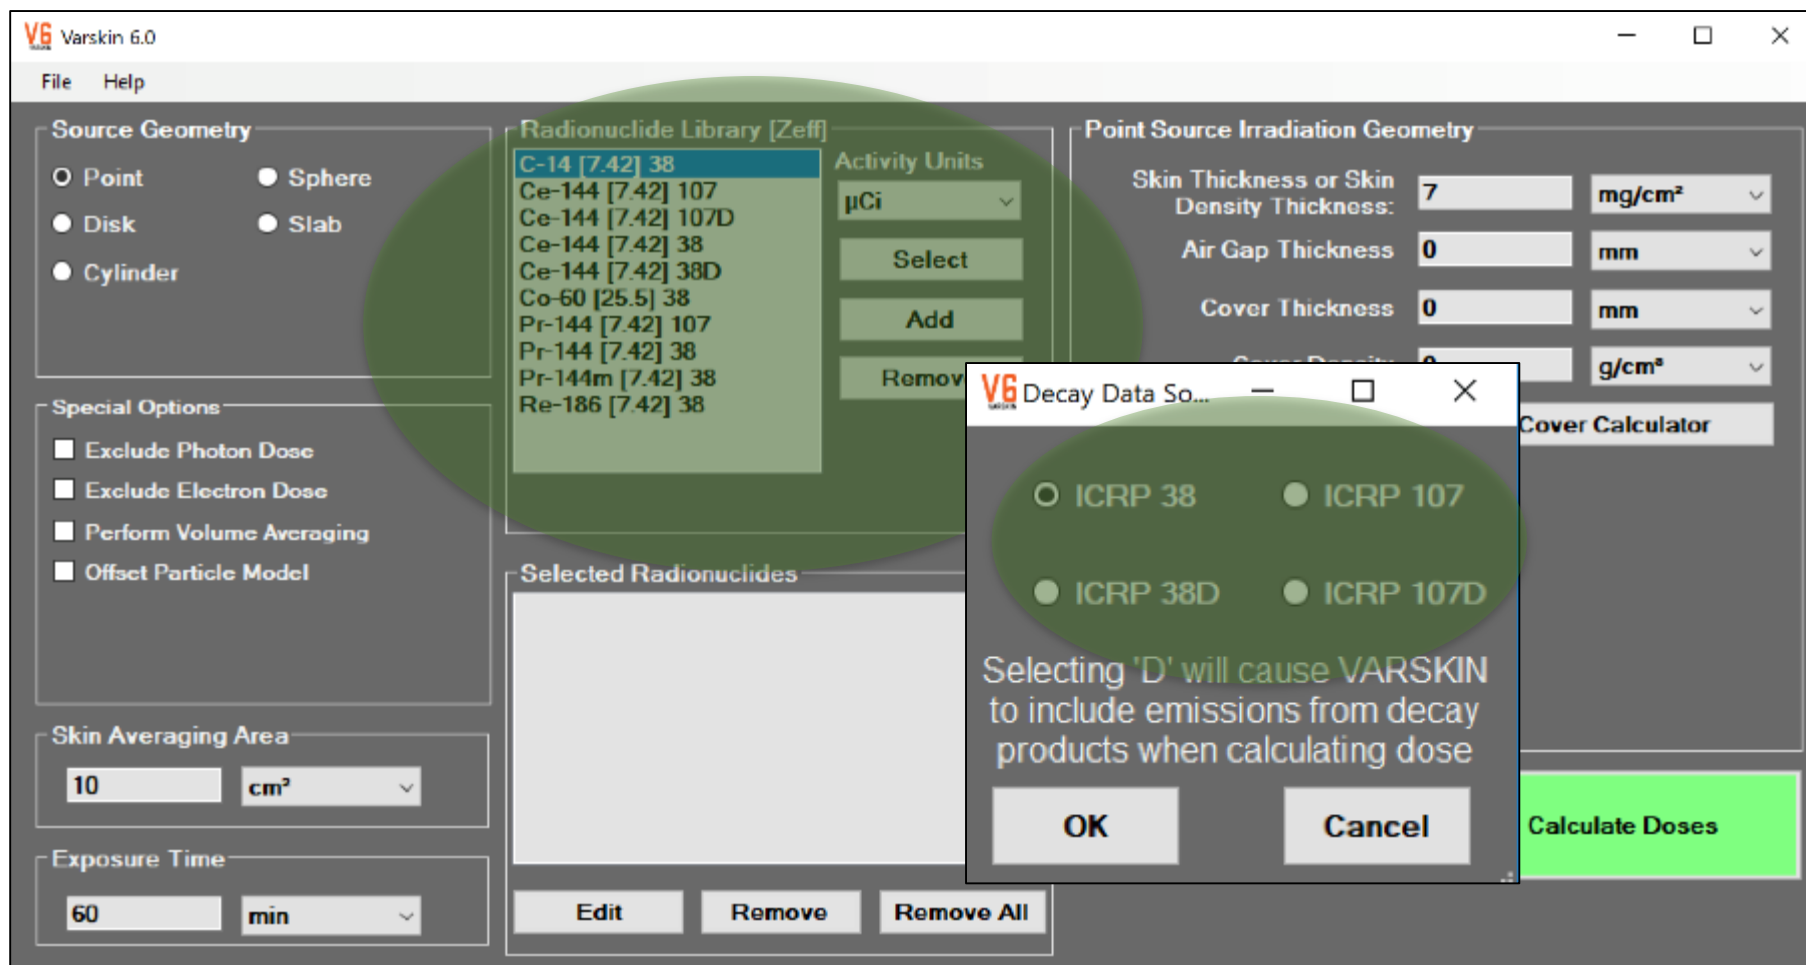 V6 VARSKIN Varskin 6.0
File Help
Source Geometry
Point Sphere
Disk Slab
Cylinder
Special Options
Exclude Photon Dose
Exclude Electron Dose
Perform Volume Averaging
Offset Particle Model
Skin Averaging Area
10 cm²
Exposure Time
60 min
Radionuclide Library [Zeff]
C-14 [7.42] 38
Ce-144 [7.42] 107
Ce-144 [7.42] 107D
Ce-144 [7.42] 38
Ce-144 [7.42] 38D
Co-60 [25.5] 38
Pr-144 [7.42] 107
Pr-144 [7.42] 38
Pr-144m [7.42] 38
Re-186 [7.42] 38
Activity Units
µCi
Select
Add
Remov
Selected Radionuclides
Edit Remove Remove All
Point Source Irradiation Geometry
Skin Thickness or Skin
Density Thickness: 7 mg/cm²
Air Gap Thickness 0 mm
Cover Thickness 0 mm
Cover Density 0 g/cm³
Cover Calculator
V6 VARSKIN Decay Data So...
ICRP 38 ICRP 107
ICRP 38D ICRP 107D
Selecting 'D' will cause VARSKIN
to include emissions from decay
products when calculating dose
OK Cancel
Calculate Doses